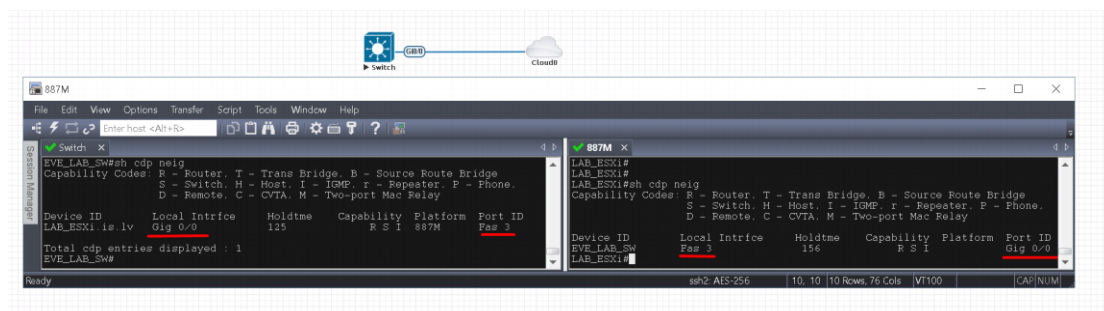 Gi0/0
Switch
Cloud0
887M
File Edit View Options Transfer Script Tools Window Help
Enter host <Alt+R>
Session Manager
Switch
EVE_LAB_SW#sh cdp neig
Capability Codes: R - Router, T - Trans Bridge, B - Source Route Bridge
S - Switch, H - Host, I - IGMP, r - Repeater, P - Phone,
D - Remote, C - CVTA, M - Two-port Mac Relay
Device ID Local Intrfce Holdtme Capability Platform Port ID
LAB_ESXi.is.lv Gig 0/0 125 R S I 887M Fas 3
Total cdp entries displayed : 1
EVE_LAB_SW#
887M
LAB_ESXi#
LAB_ESXi#
LAB_ESXi#sh cdp neig
Capability Codes: R - Router, T - Trans Bridge, B - Source Route Bridge
S - Switch, H - Host, I - IGMP, r - Repeater, P - Phone,
D - Remote, C - CVTA, M - Two-port Mac Relay
Device ID Local Intrfce Holdtme Capability Platform Port ID
EVE_LAB_SW Fas 3 156 R S I Gig 0/0
LAB_ESXi#
Ready
ssh2: AES-256 10, 10 10 Rows, 76 Cols VT100 CAP NUM